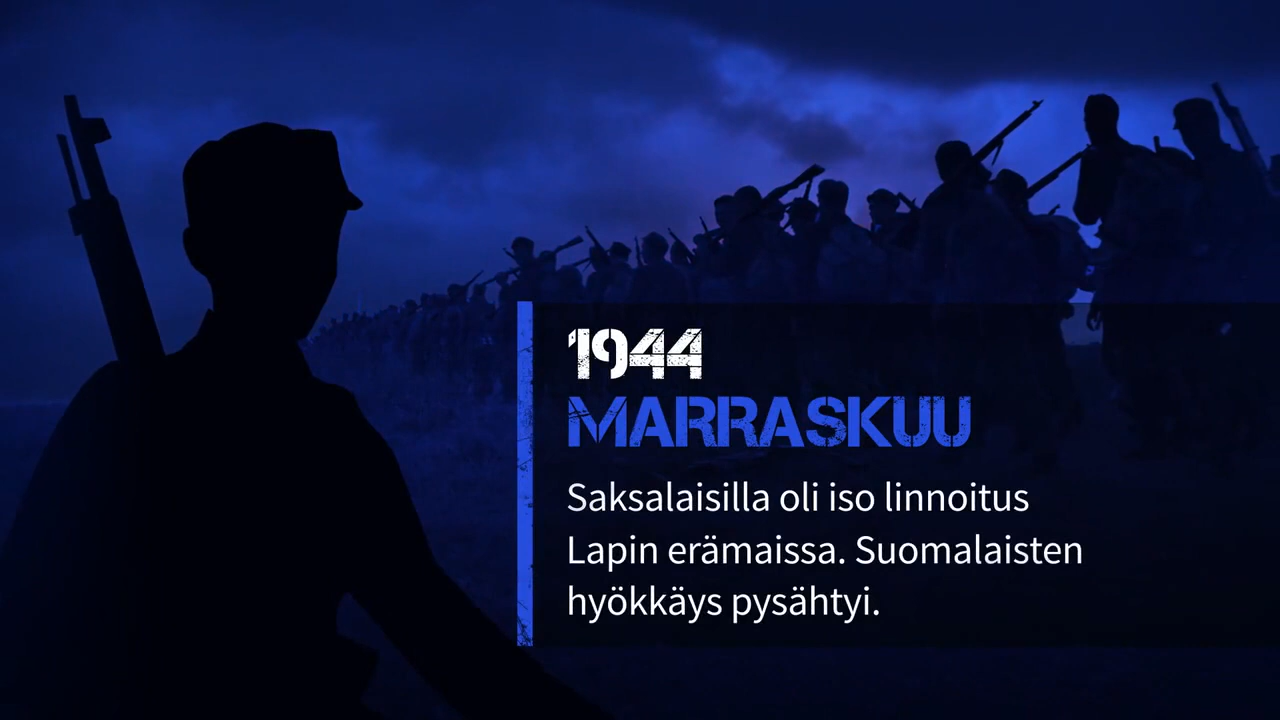 1944
MARRASKUU
Saksalaisilla oli iso linnoitus
Lapin erämaissa. Suomalaisten
hyökkäys pysähtyi.